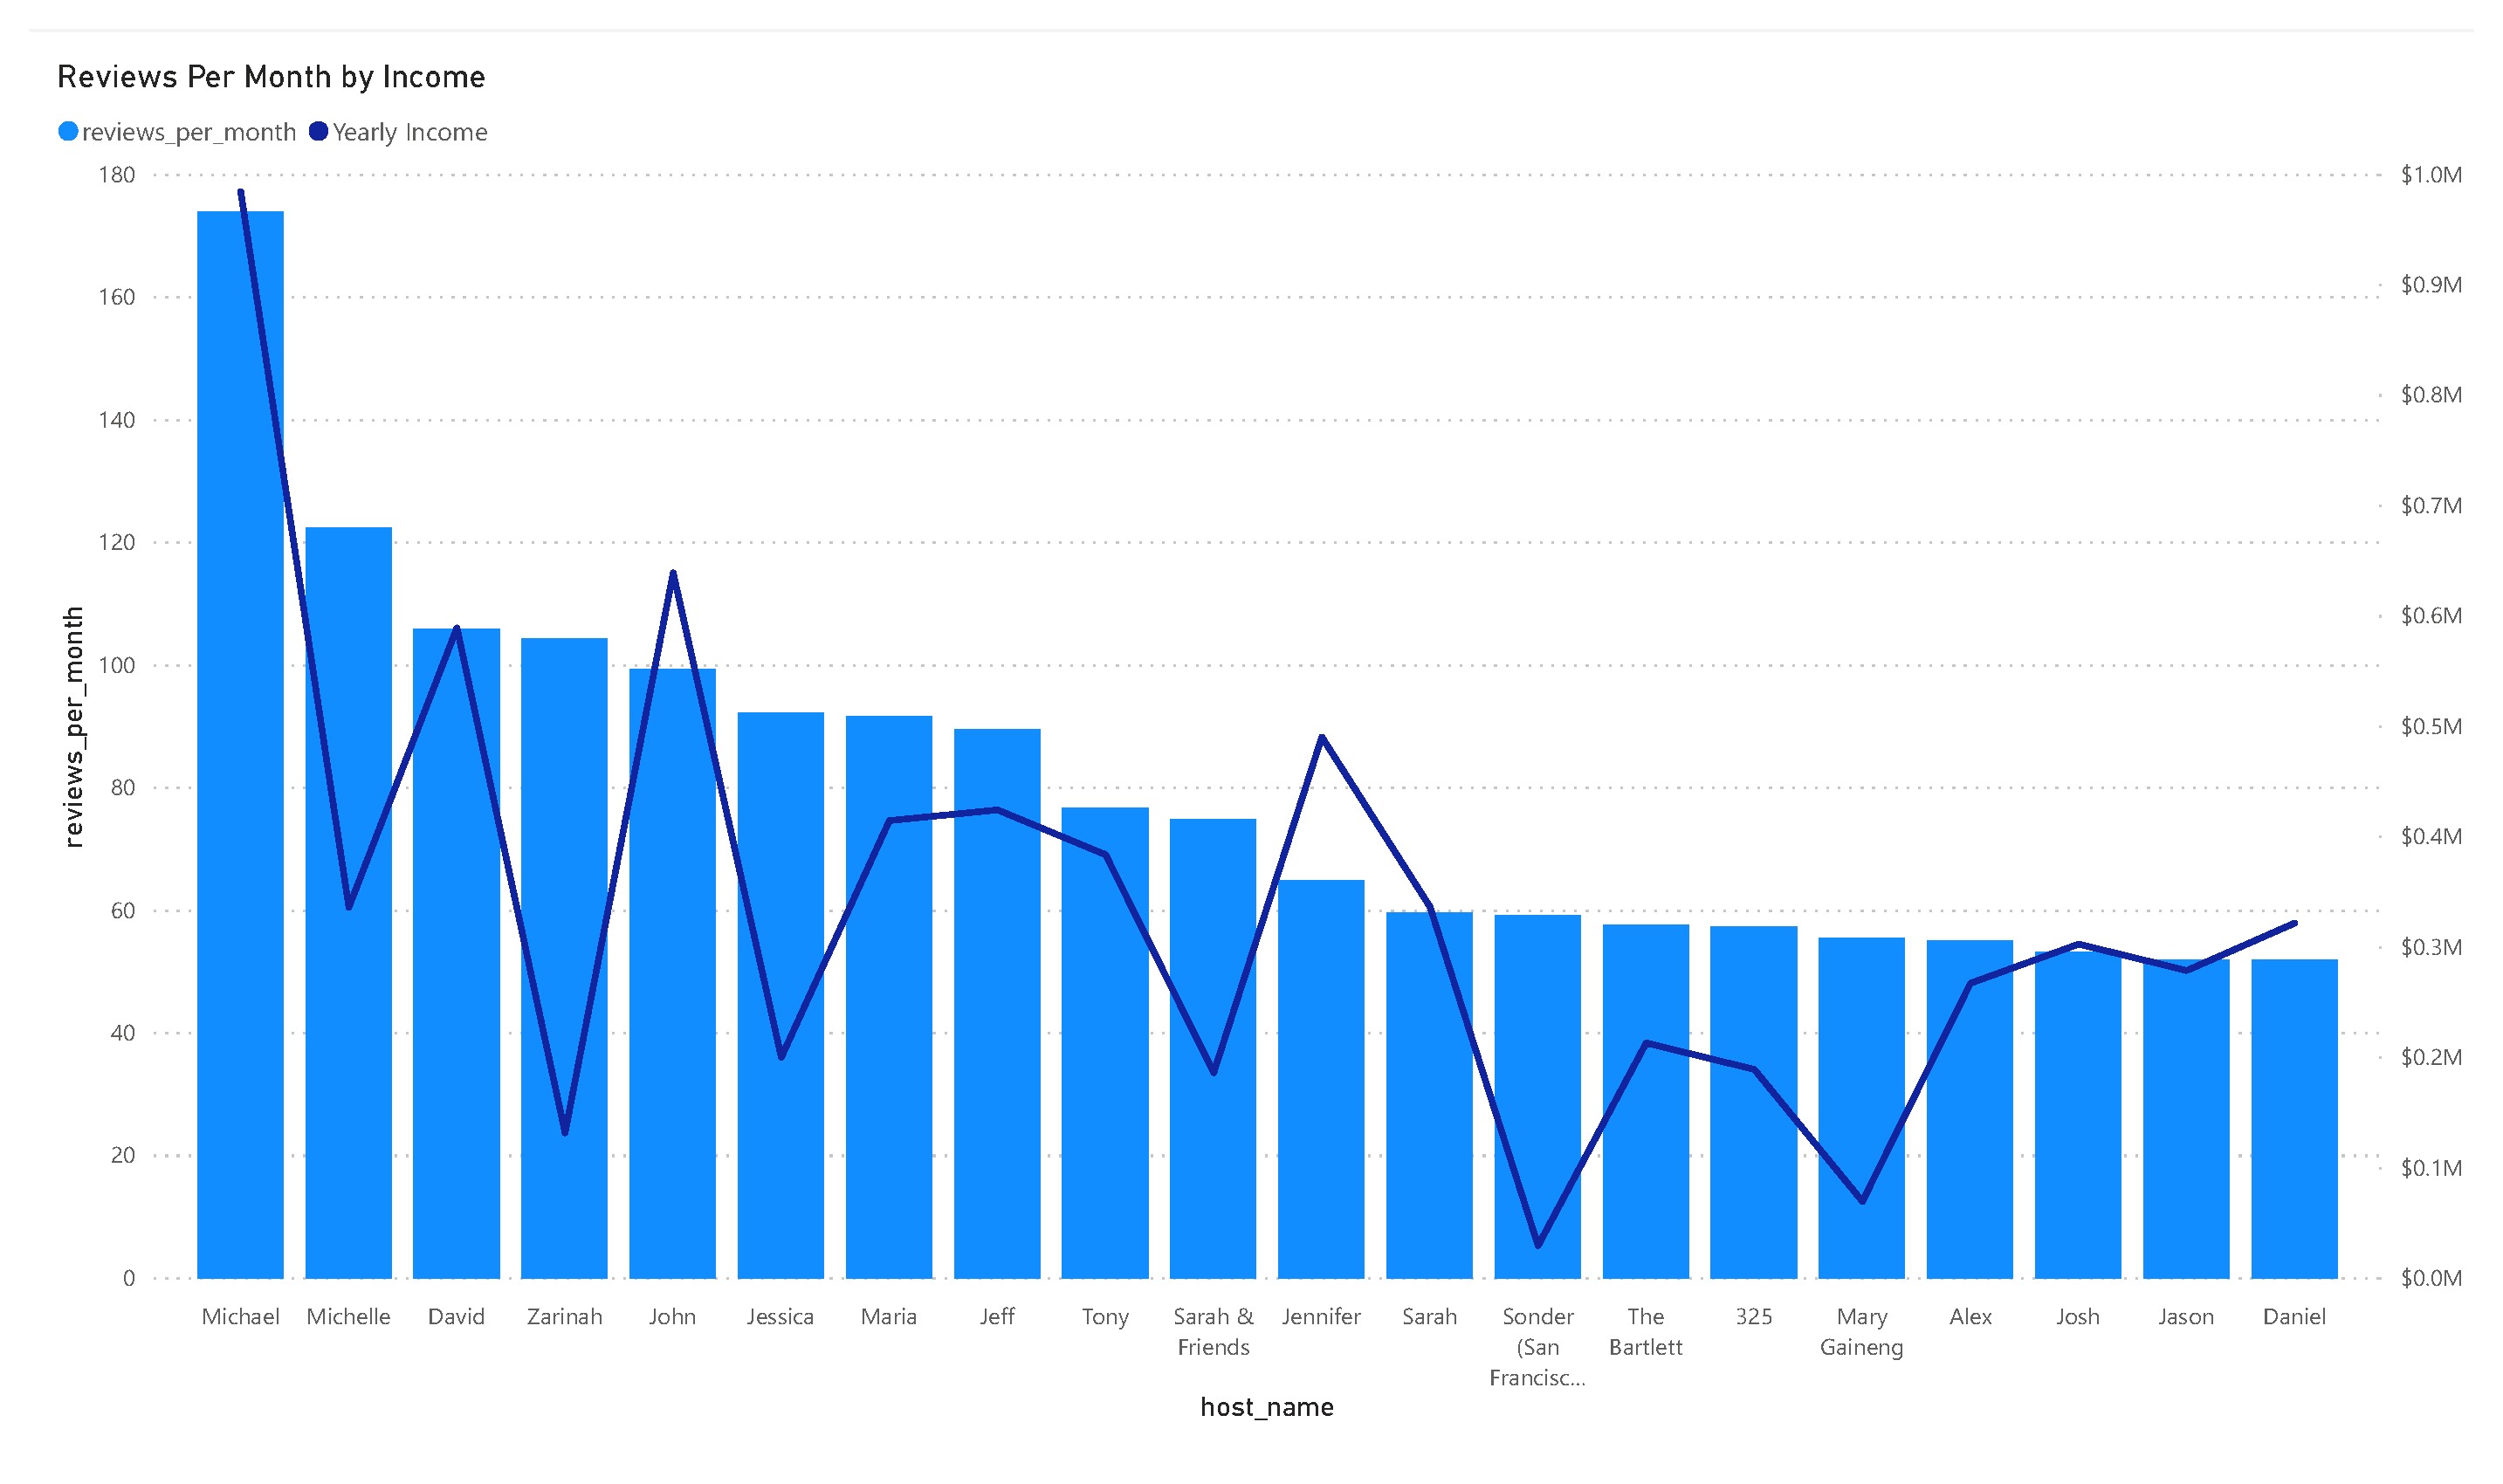 Reviews Per Month by Income
reviews_per_month Yearly Income
180
160
140
120
100
80
60
40
20
0
reviews_per_month
$1.0M
$0.9M
$0.8M
$0.7M
$0.6M
$0.5M
$0.4M
$0.3M
$0.2M
$0.1M
$0.0M
Michael
Michelle
David
Zarinah
John
Jessica
Maria
Jeff
Tony
Sarah &
Friends
Jennifer
Sarah
Sonder
(San
Francisc...
The
Bartlett
325
Mary
Gaineng
Alex
Josh
Jason
Daniel
host_name